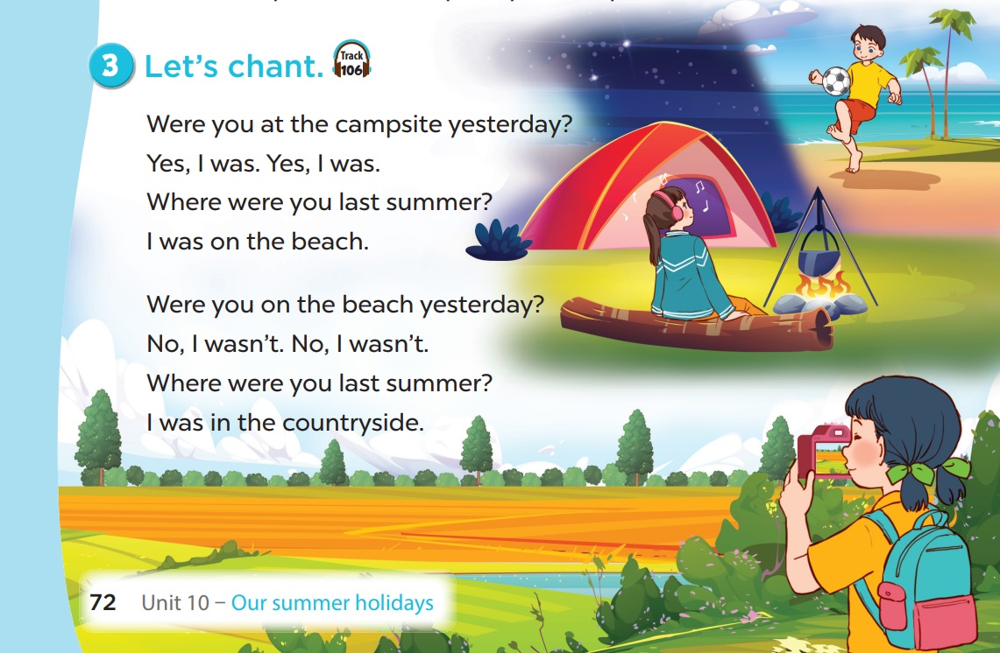 3 Let's chant. Track 106
Were you at the campsite yesterday?
Yes, I was. Yes, I was.
Where were you last summer?
I was on the beach.
Were you on the beach yesterday?
No, I wasn't. No, I wasn't.
Where were you last summer?
I was in the countryside.
72 Unit 10 – Our summer holidays